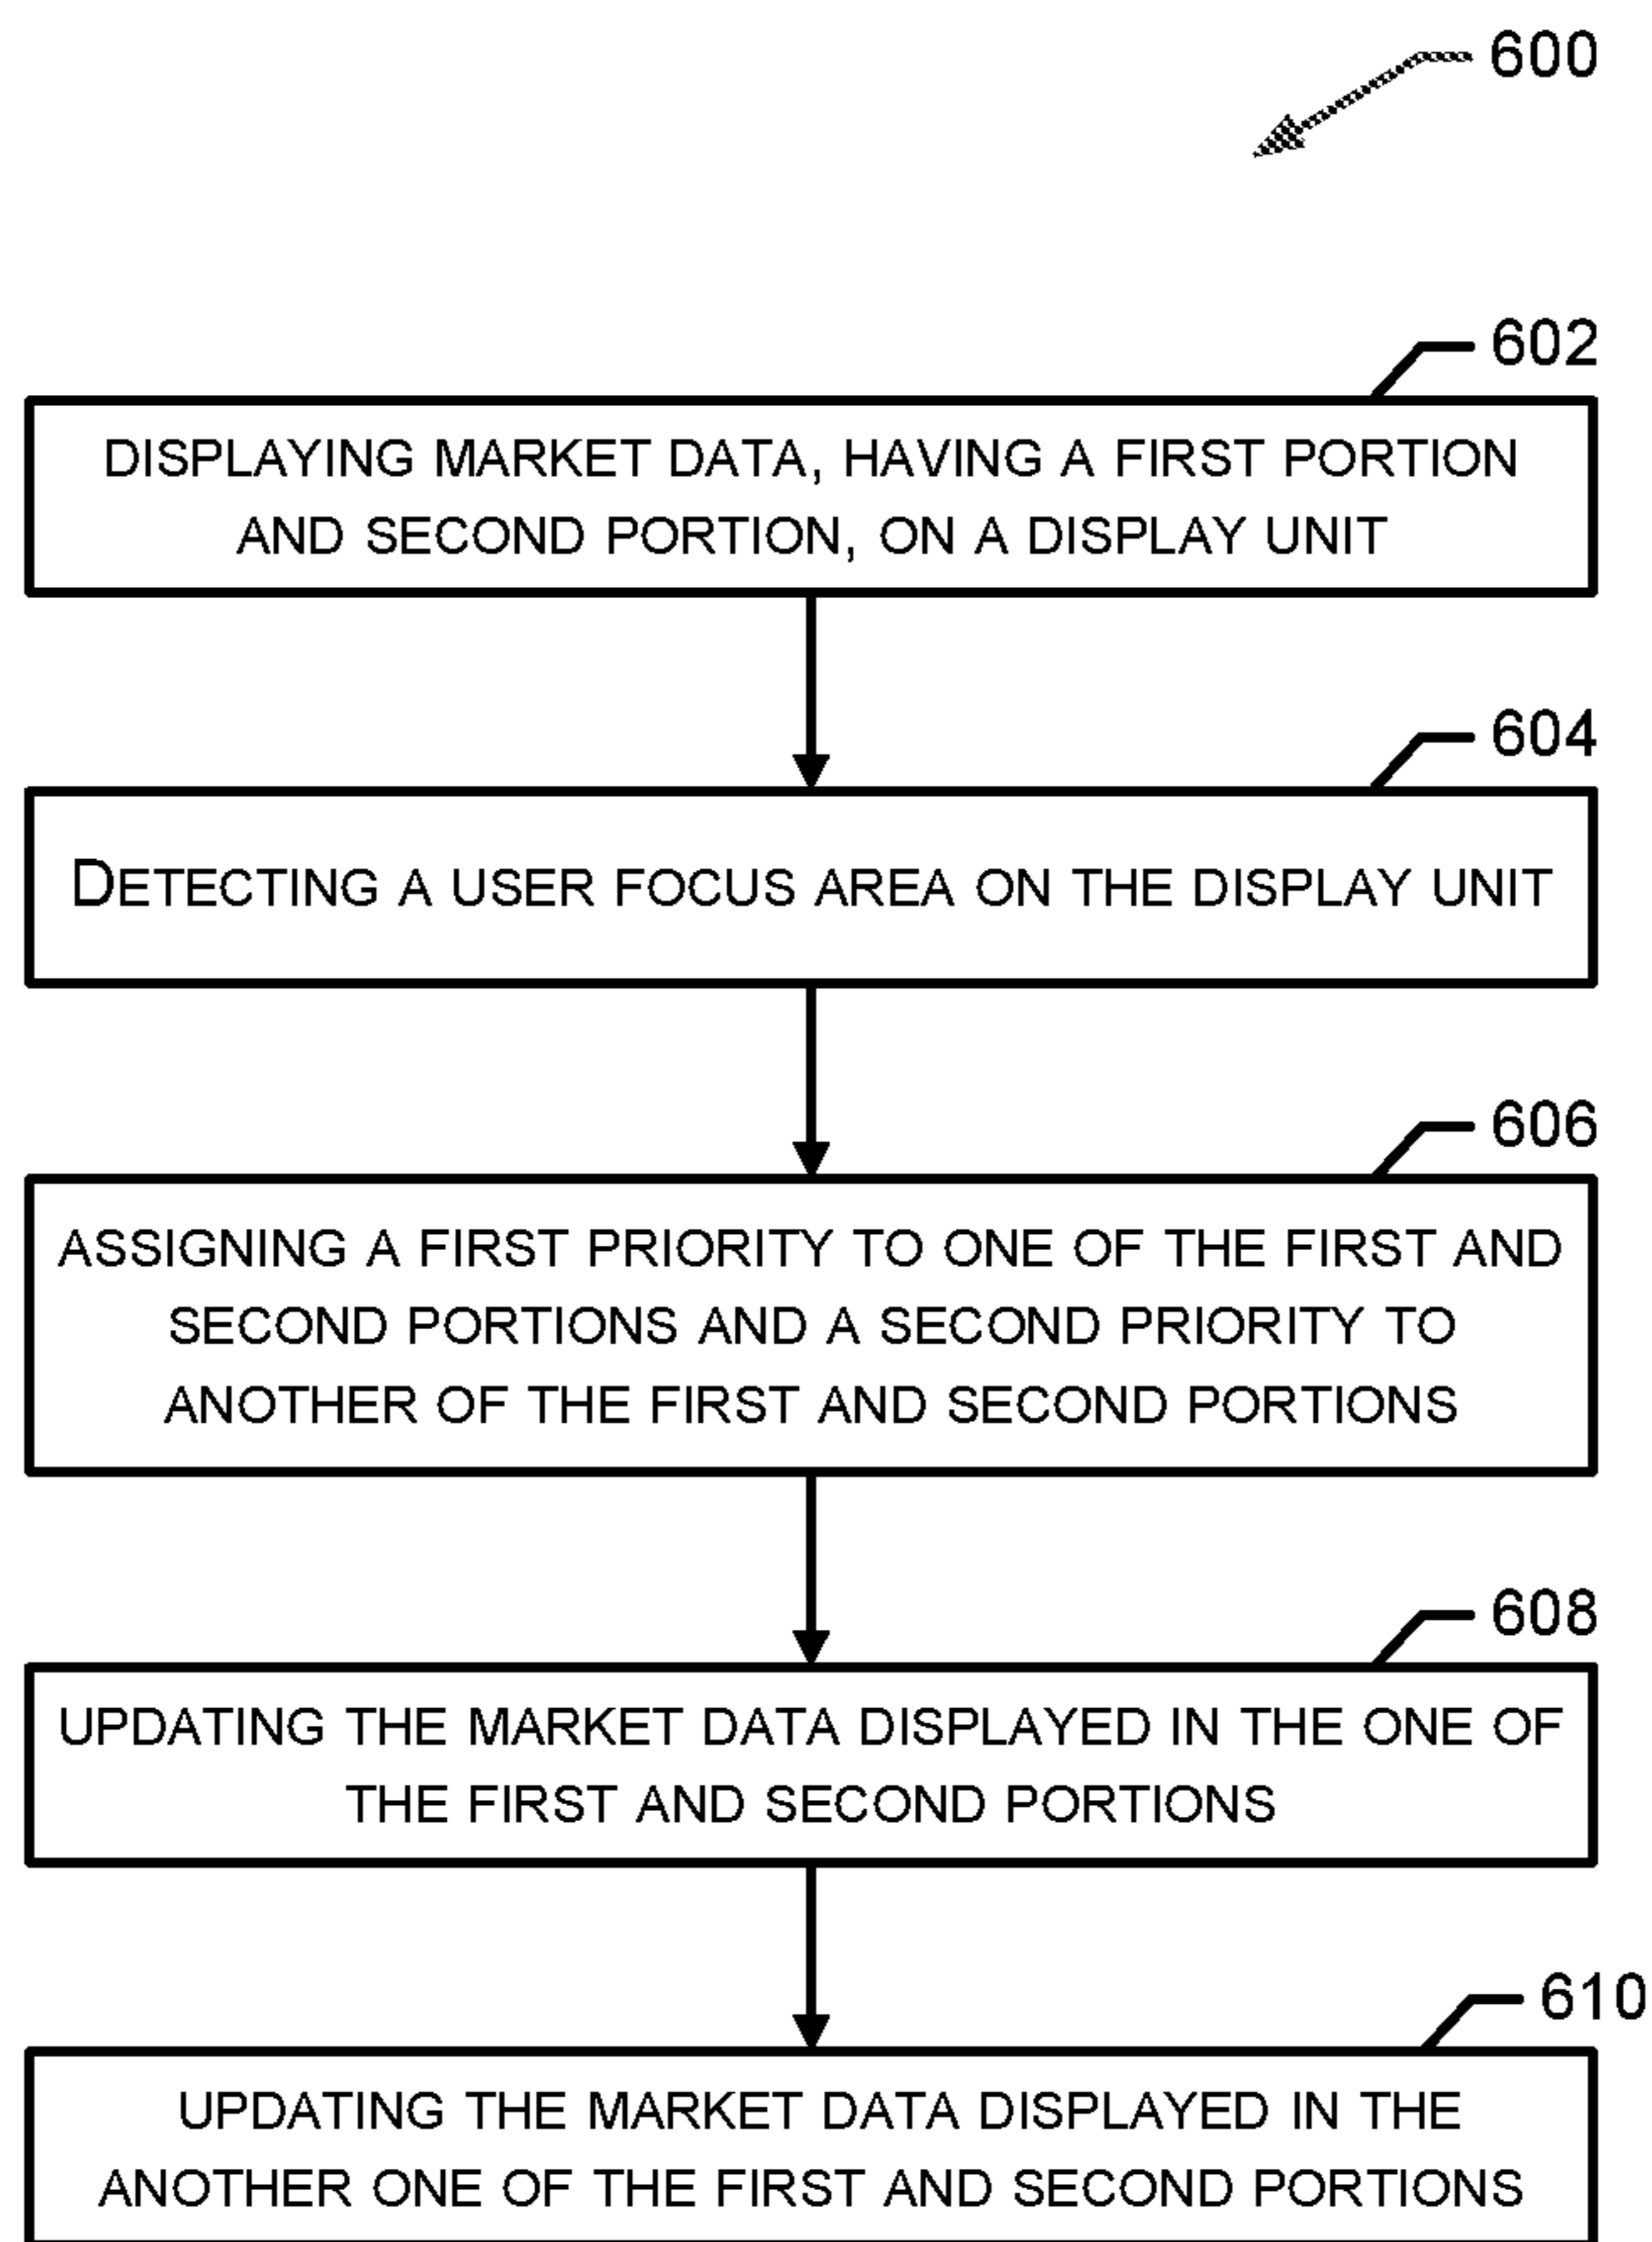 600
602
DISPLAYING MARKET DATA, HAVING A FIRST PORTION
AND SECOND PORTION, ON A DISPLAY UNIT
604
DETECTING A USER FOCUS AREA ON THE DISPLAY UNIT
606
ASSIGNING A FIRST PRIORITY TO ONE OF THE FIRST AND
SECOND PORTIONS AND A SECOND PRIORITY TO
ANOTHER OF THE FIRST AND SECOND PORTIONS
608
UPDATING THE MARKET DATA DISPLAYED IN THE ONE OF
THE FIRST AND SECOND PORTIONS
610
UPDATING THE MARKET DATA DISPLAYED IN THE
ANOTHER ONE OF THE FIRST AND SECOND PORTIONS